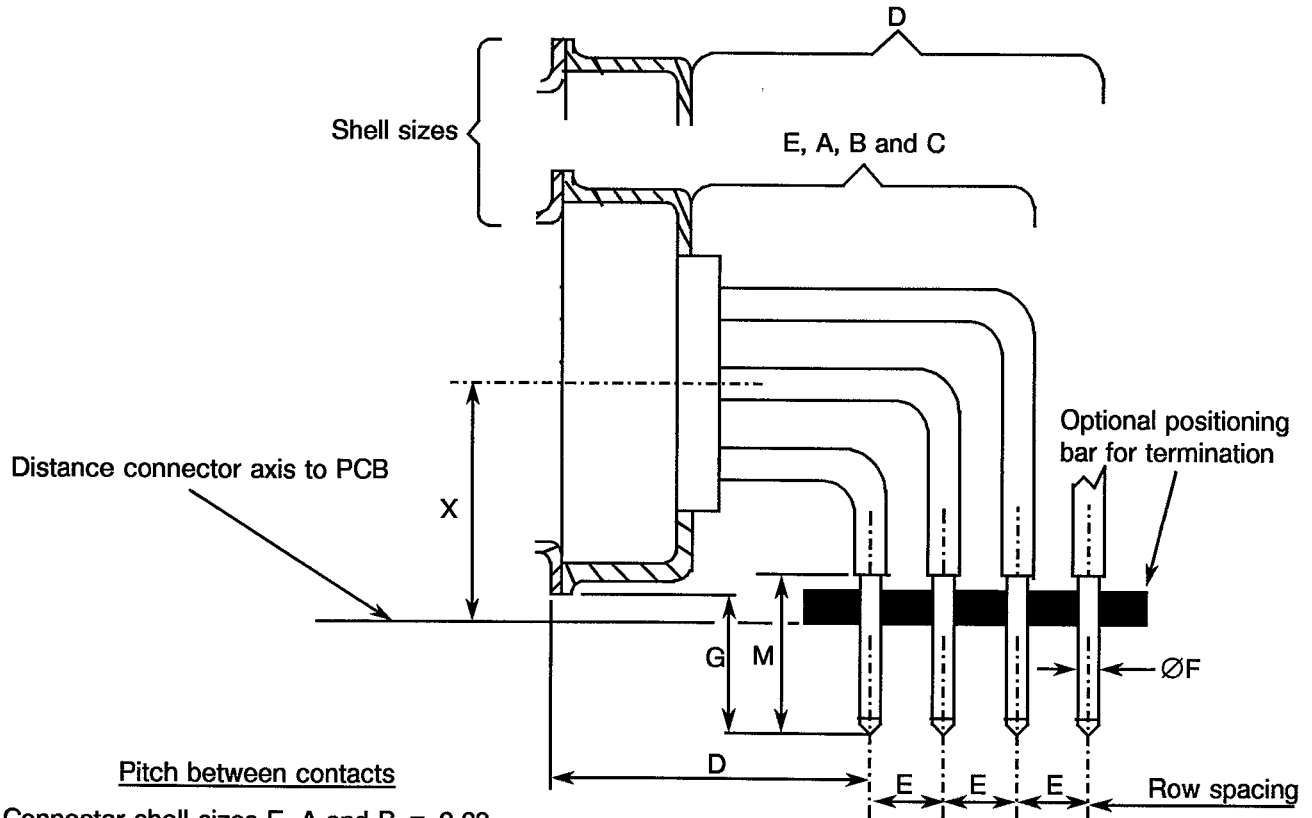 D
Shell sizes
E, A, B and C
Optional positioning
bar for termination
Distance connector axis to PCB
X
G
M
ØF
D
E
E
E
Row spacing
Pitch between contacts